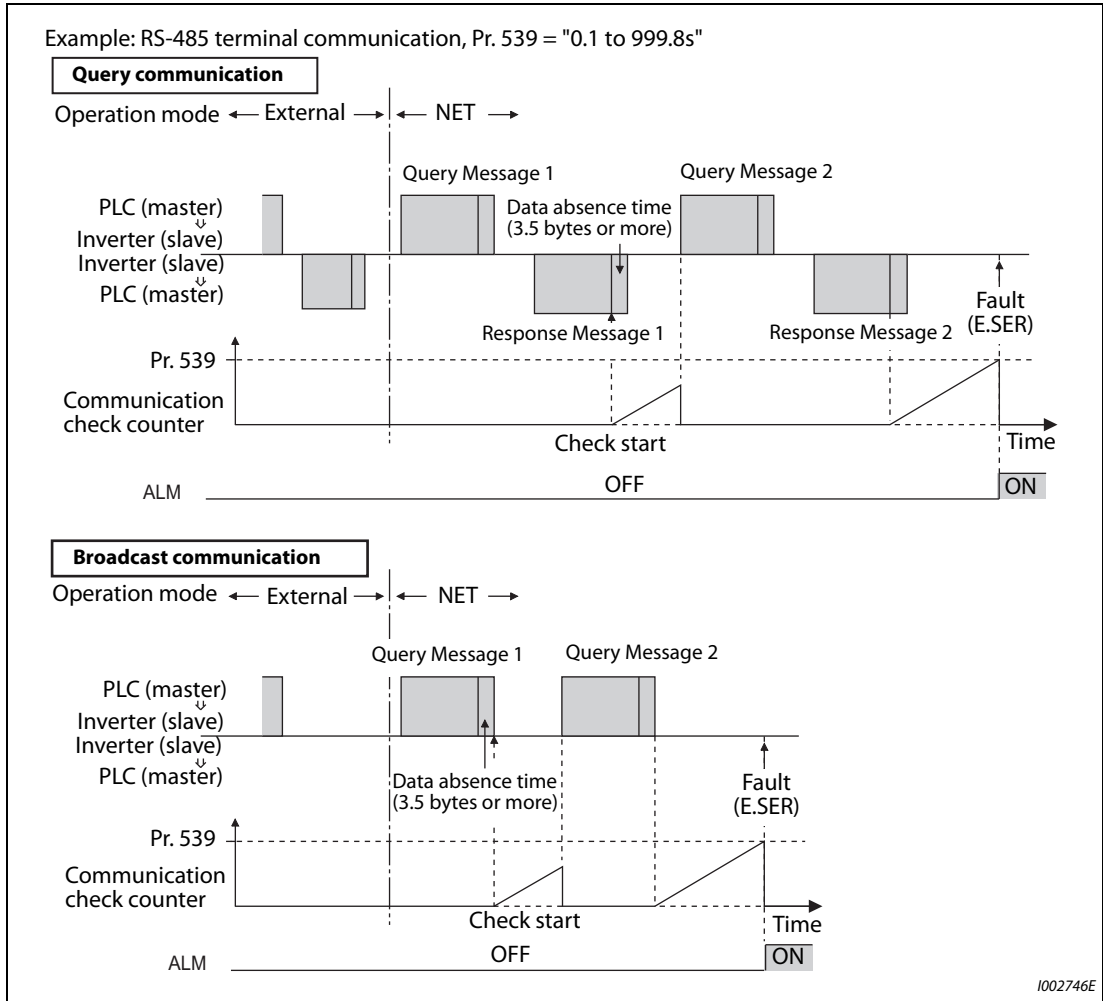 Example: RS-485 terminal communication, Pr. 539 = "0.1 to 999.8s"
Query communication
Operation mode External NET
Query Message 1 Query Message 2
PLC (master)
Inverter (slave)
Inverter (slave)
PLC (master)
Data absence time
(3.5 bytes or more)
Response Message 1 Response Message 2
Fault
(E.SER)
Pr. 539
Communication
check counter
Check start
Time
ALM OFF ON
Broadcast communication
Operation mode External NET
Query Message 1 Query Message 2
PLC (master)
Inverter (slave)
Inverter (slave)
PLC (master)
Data absence time
(3.5 bytes or more)
Fault
(E.SER)
Pr. 539
Communication
check counter
Check start
Time
ALM OFF ON
I002746E